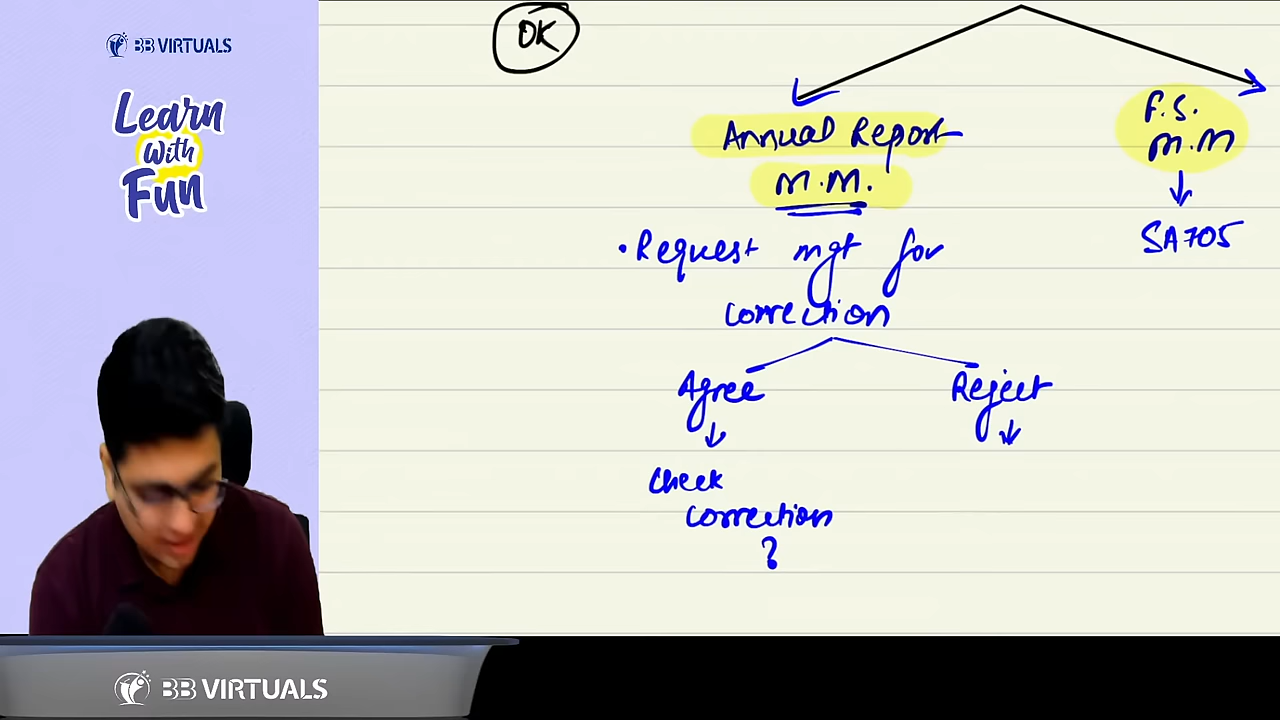 OK
BB VIRTUALS
Learn
With
Fun
Annual Report
M.M.
F.S.
M.M
SA705
• Request mgt for
correction
Agree
Reject
Check
correction
?
BB VIRTUALS